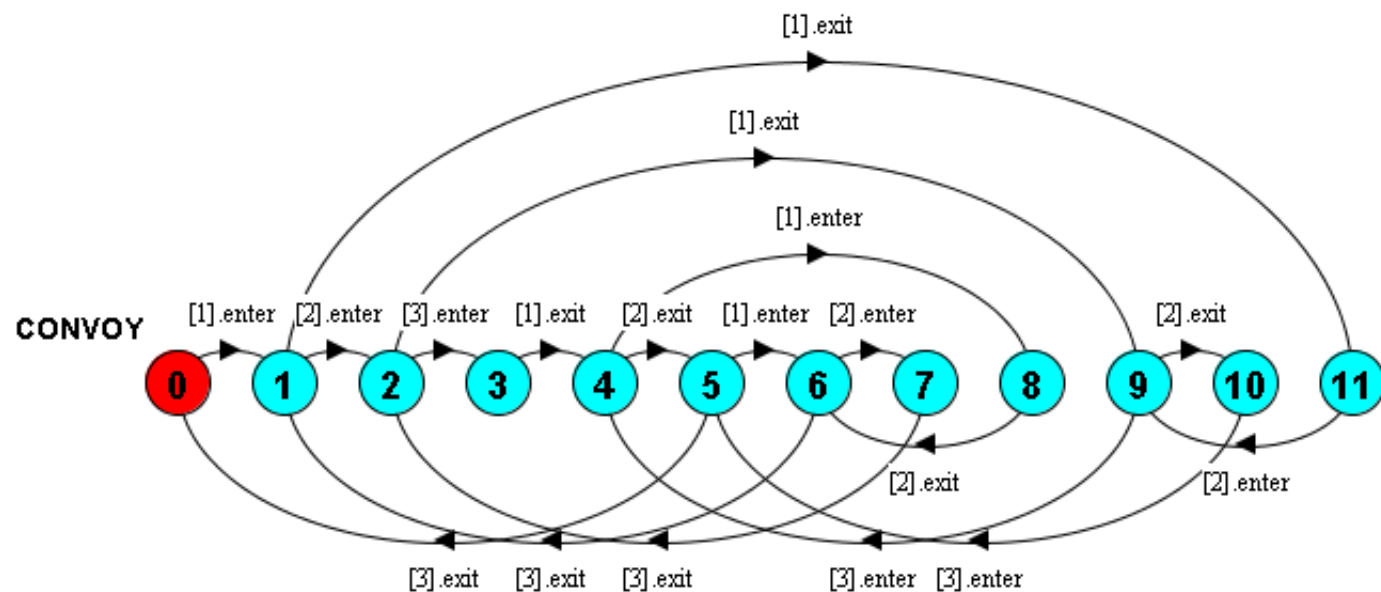 [1].exit
[1].exit
[1].enter
[1].enter [2].enter [3].enter [1].exit [2].exit [1].enter [2].enter [2].exit
CONVOY
0 1 2 3 4 5 6 7 8 9 10 11
[2].exit [2].enter
[3].exit [3].exit [3].exit [3].enter [3].enter